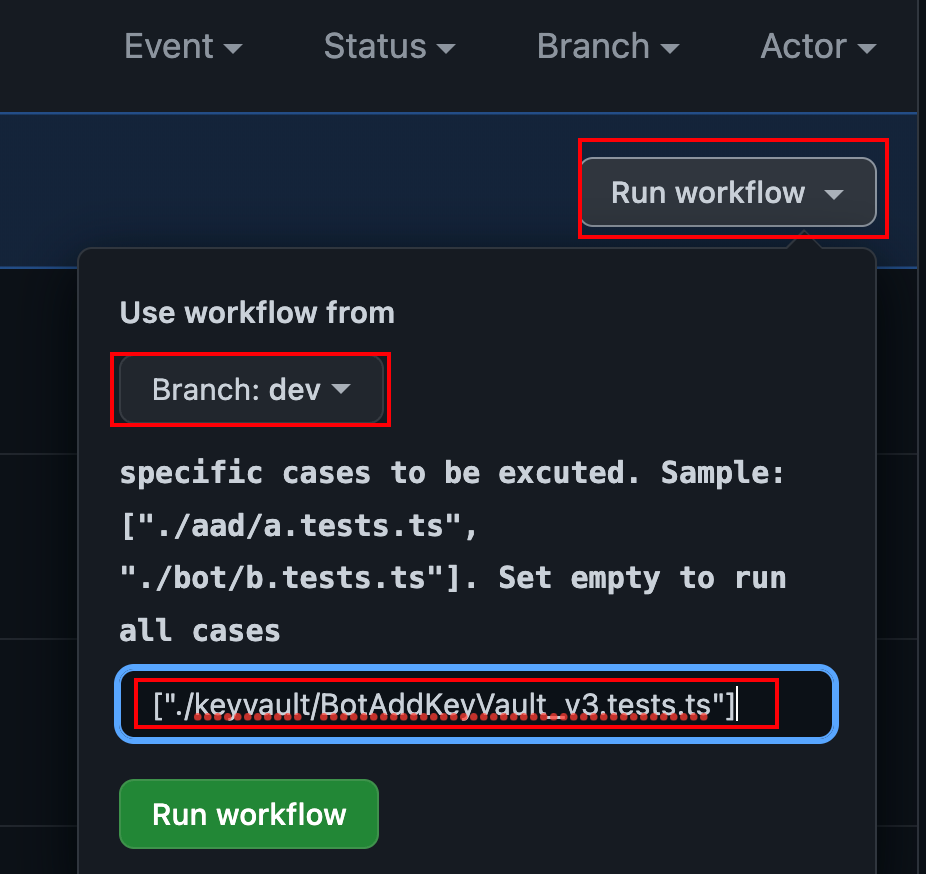 Event Status Branch Actor
Run workflow
Use workflow from
Branch: dev
specific cases to be excuted. Sample:
["./aad/a.tests.ts",
"./bot/b.tests.ts"]. Set empty to run
all cases
["./keyvault/BotAddKeyVault_v3.tests.ts"]
Run workflow